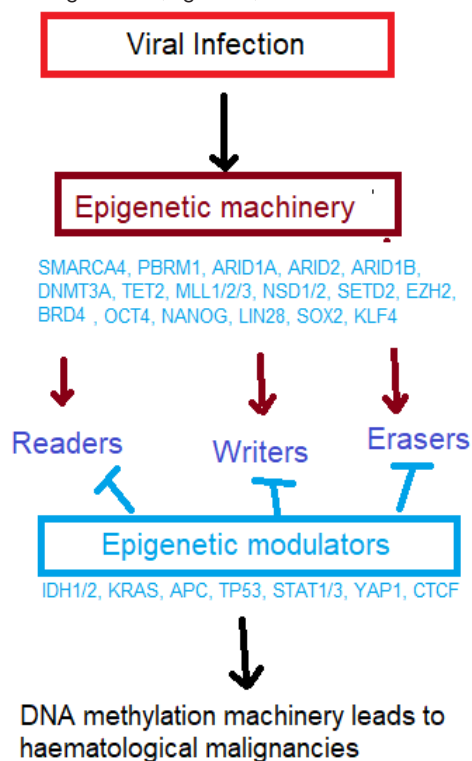 Viral Infection
Epigenetic machinery
SMARCA4, PBRM1, ARID1A, ARID2, ARID1B,
DNMT3A, TET2, MLL1/2/3, NSD1/2, SETD2, EZH2,
BRD4 , OCT4, NANOG, LIN28, SOX2, KLF4
Readers Writers Erasers
Epigenetic modulators
IDH1/2, KRAS, APC, TP53, STAT1/3, YAP1, CTCF
DNA methylation machinery leads to
haematological malignancies